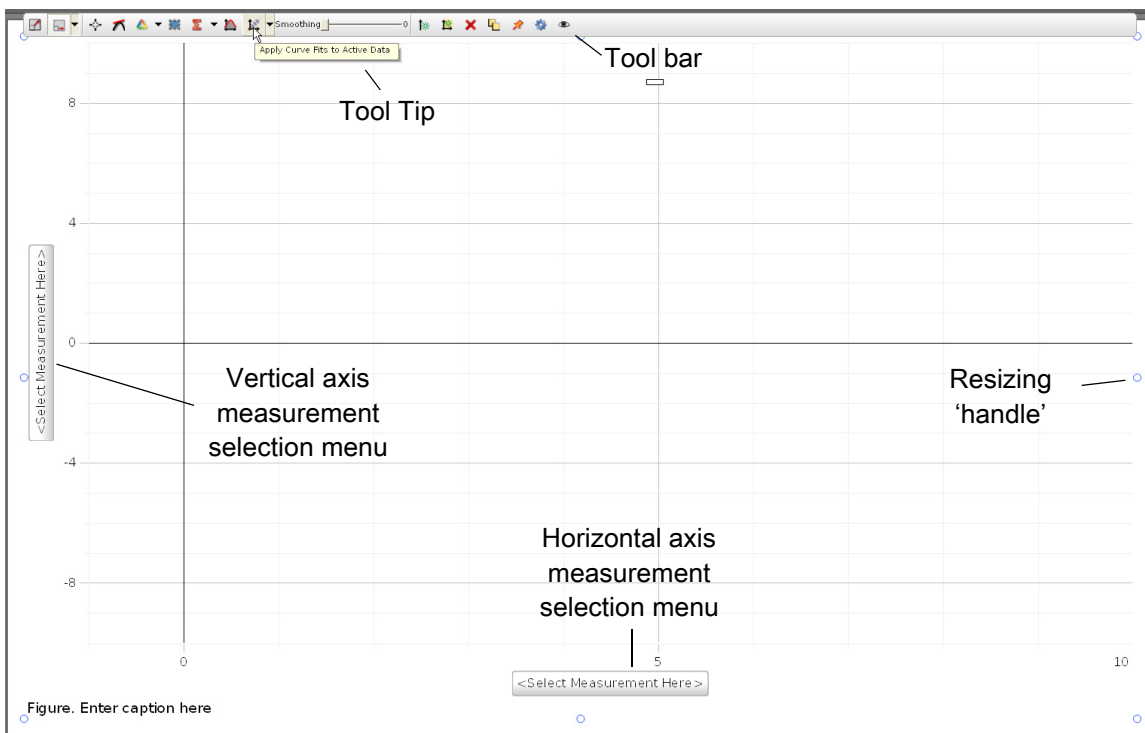 Smoothing 0
Apply Curve Fits to Active Data
Tool bar
Tool Tip
8
4
0
-4
-8
<Select Measurement Here>
Vertical axis
measurement
selection menu
Resizing
‘handle’
Horizontal axis
measurement
selection menu
0 5 10
<Select Measurement Here>
Figure. Enter caption here